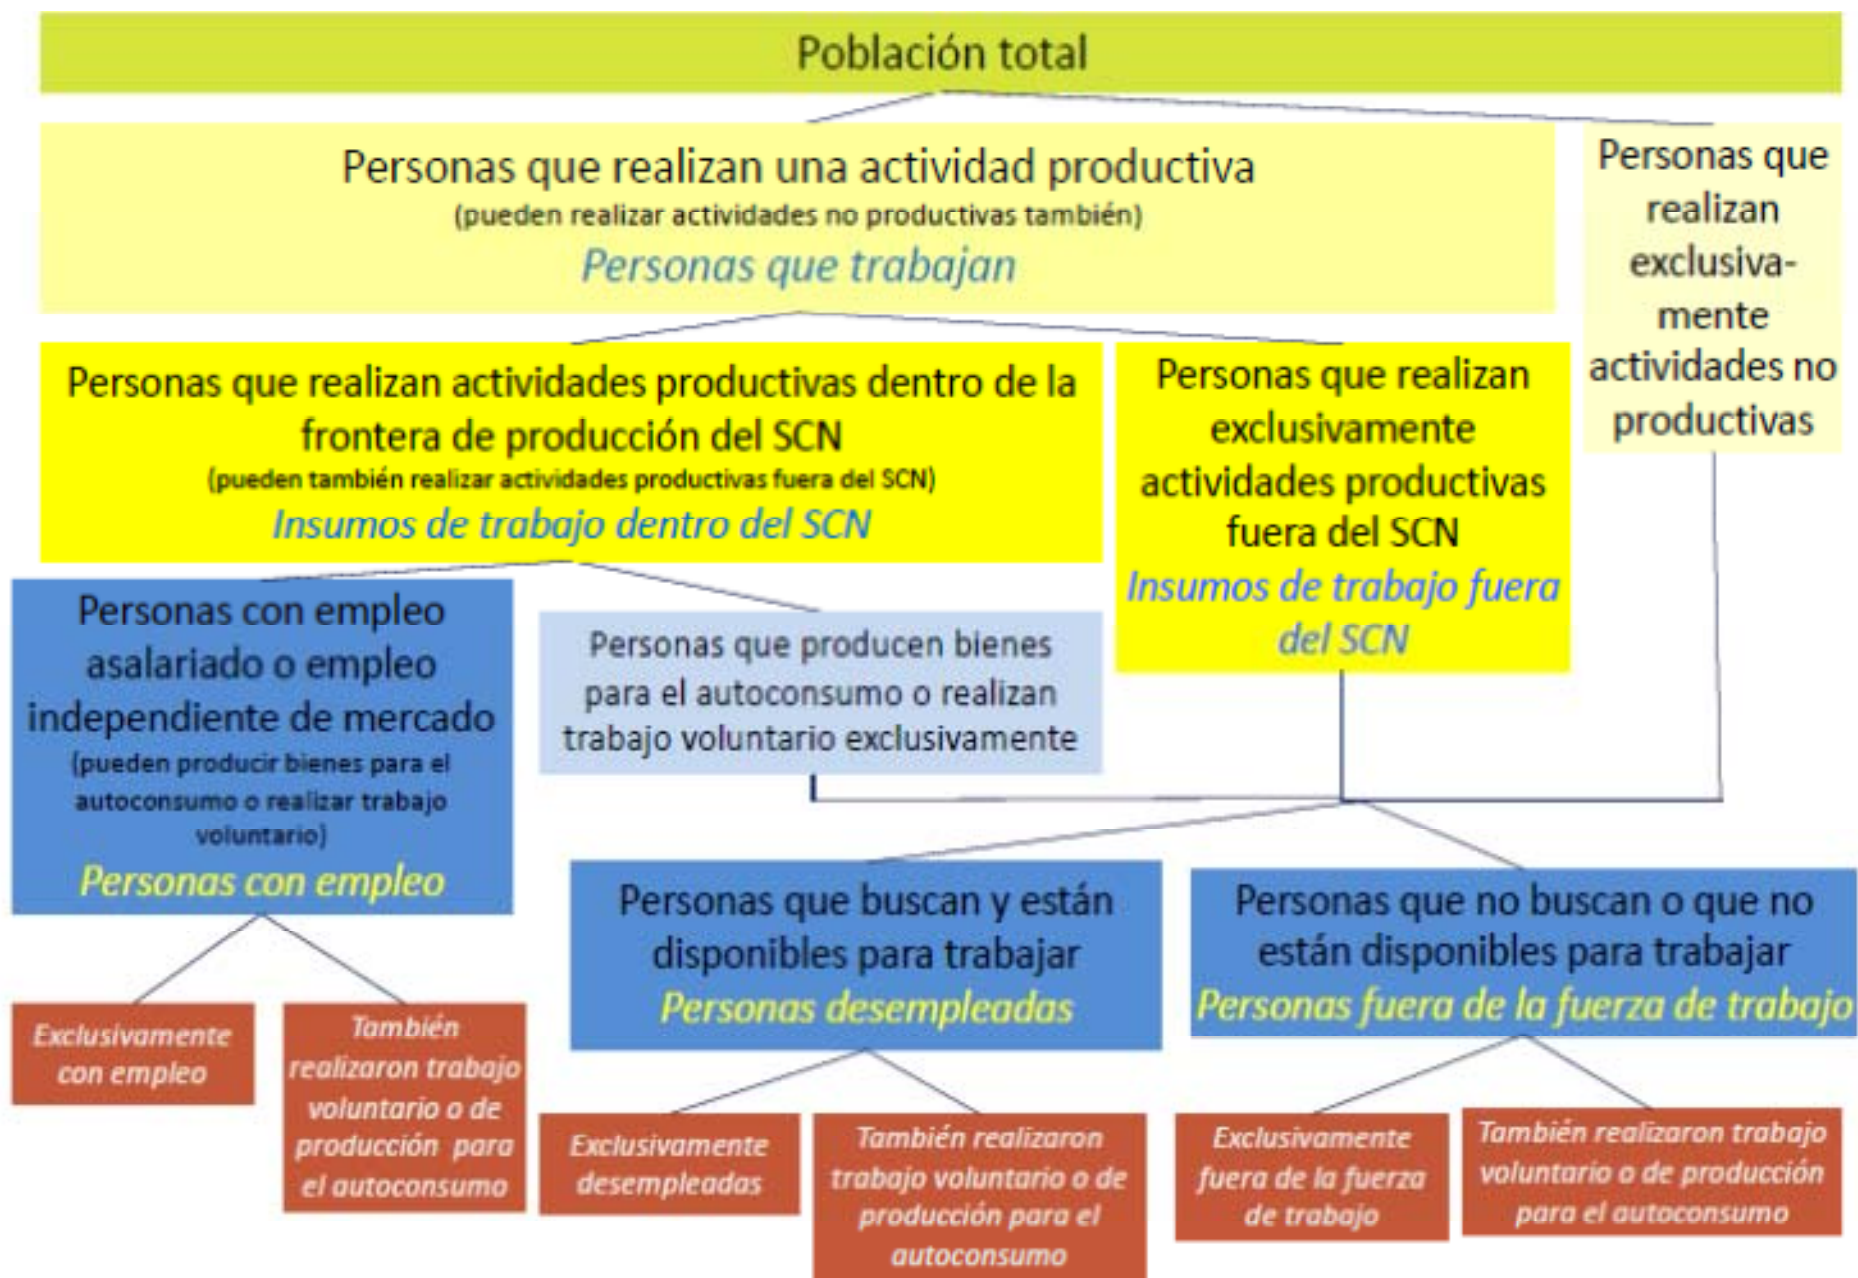 Población total
Personas que realizan una actividad productiva
(pueden realizar actividades no productivas también)
Personas que trabajan
Personas que
realizan
exclusiva-
mente
actividades no
productivas
Personas que realizan actividades productivas dentro de la
frontera de producción del SCN
(pueden también realizar actividades productivas fuera del SCN)
Insumos de trabajo dentro del SCN
Personas que realizan
exclusivamente
actividades productivas
fuera del SCN
Insumos de trabajo fuera
del SCN
Personas con empleo
asalariado o empleo
independiente de mercado
(pueden producir bienes para el
autoconsumo o realizar trabajo
voluntario)
Personas con empleo
Personas que producen bienes
para el autoconsumo o realizan
trabajo voluntario exclusivamente
Personas que buscan y están
disponibles para trabajar
Personas desempleadas
Personas que no buscan o que no
están disponibles para trabajar
Personas fuera de la fuerza de trabajo
Exclusivamente
con empleo
También
realizaron trabajo
voluntario o de
producción para
el autoconsumo
Exclusivamente
desempleadas
También realizaron
trabajo voluntario o de
producción para el
autoconsumo
Exclusivamente
fuera de la fuerza
de trabajo
También realizaron trabajo
voluntario o de producción
para el autoconsumo